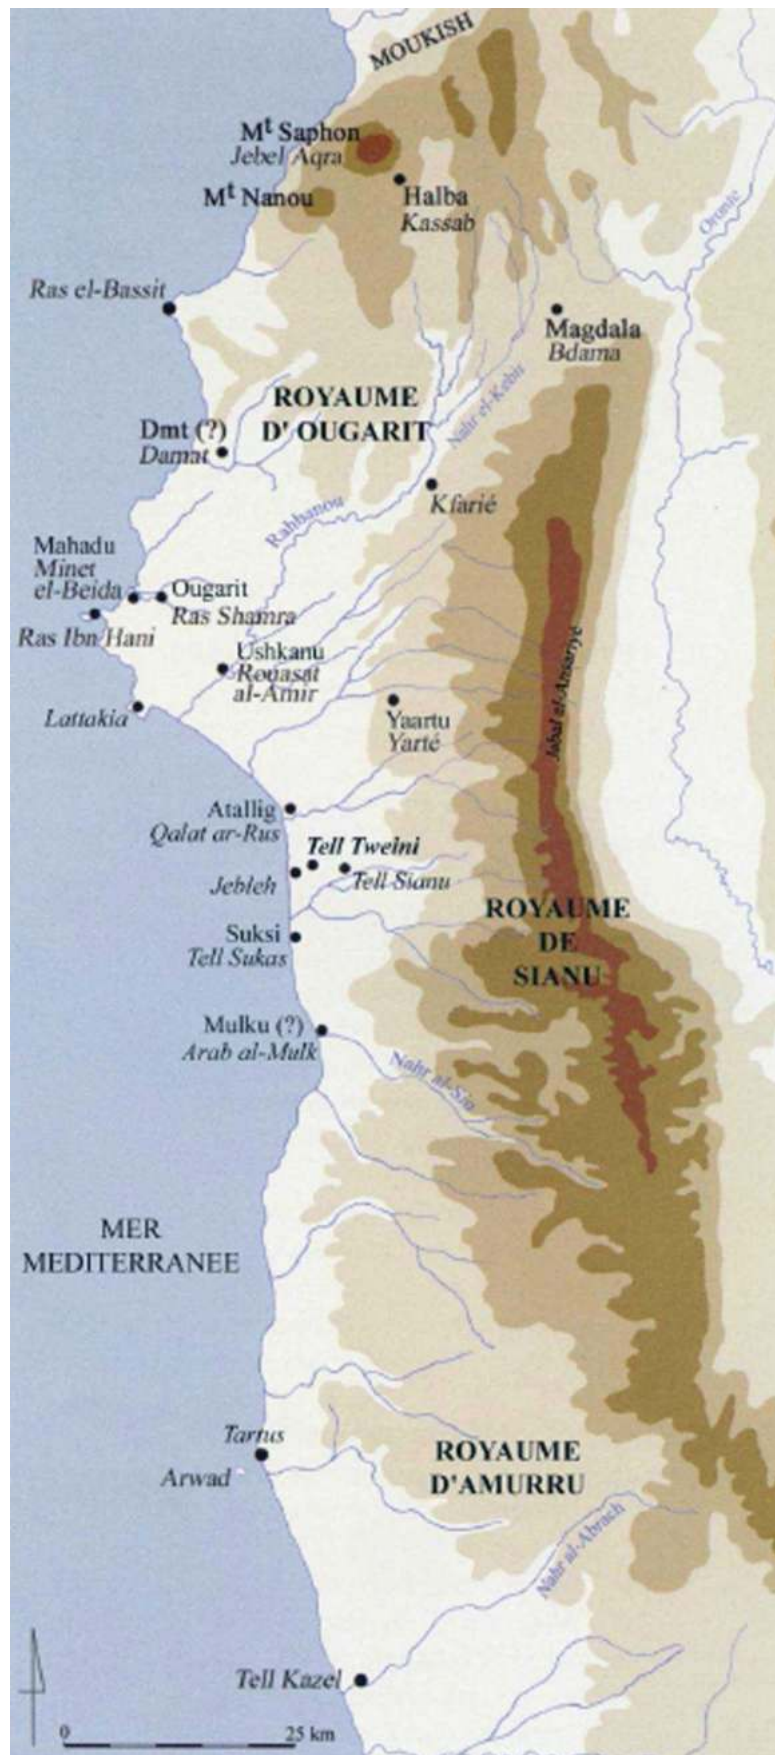 MOUKISH
Mt Saphon
Jebel Aqra
Mt Nanou
Halba
Kassab
Oronte
Ras el-Bassit
Magdala
Bdama
ROYAUME
D' OUGARIT
Nahr el-Kebir
Dmt (?)
Damat
Kfarié
Rahbanou
Mahadu
Minet
el-Beida
Ougarit
Ras Shamra
Ras Ibn Hani
Ushkanu
Rouasat
al-Amir
Jabal al-Ansariyé
Lattakia
Yaartu
Yarté
Atallig
Qalat ar-Rus
Tell Tweini
Jebleh
Tell Sianu
ROYAUME
DE
SIANU
Suksi
Tell Sukas
Mulku (?)
Arab al-Mulk
Nahr al-Sin
MER
MEDITERRANEE
Tartus
Arwad
ROYAUME
D'AMURRU
Nahr al-Abrach
Tell Kazel
0 25 km